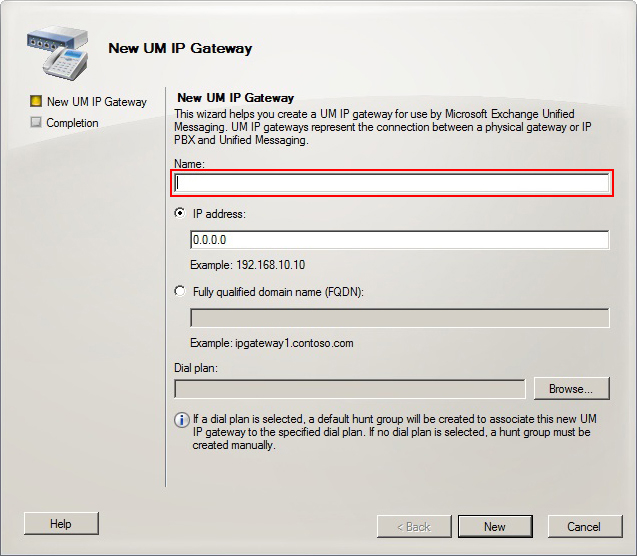 New UM IP Gateway
New UM IP Gateway
Completion
New UM IP Gateway
This wizard helps you create a UM IP gateway for use by Microsoft Exchange Unified
Messaging. UM IP gateways represent the connection between a physical gateway or IP
PBX and Unified Messaging.
Name:
IP address:
0.0.0.0
Example: 192.168.10.10
Fully qualified domain name (FQDN):
Example: ipgateway1.contoso.com
Dial plan:
Browse...
If a dial plan is selected, a default hunt group will be created to associate this new UM
IP gateway to the specified dial plan. If no dial plan is selected, a hunt group must be
created manually.
Help
< Back
New
Cancel